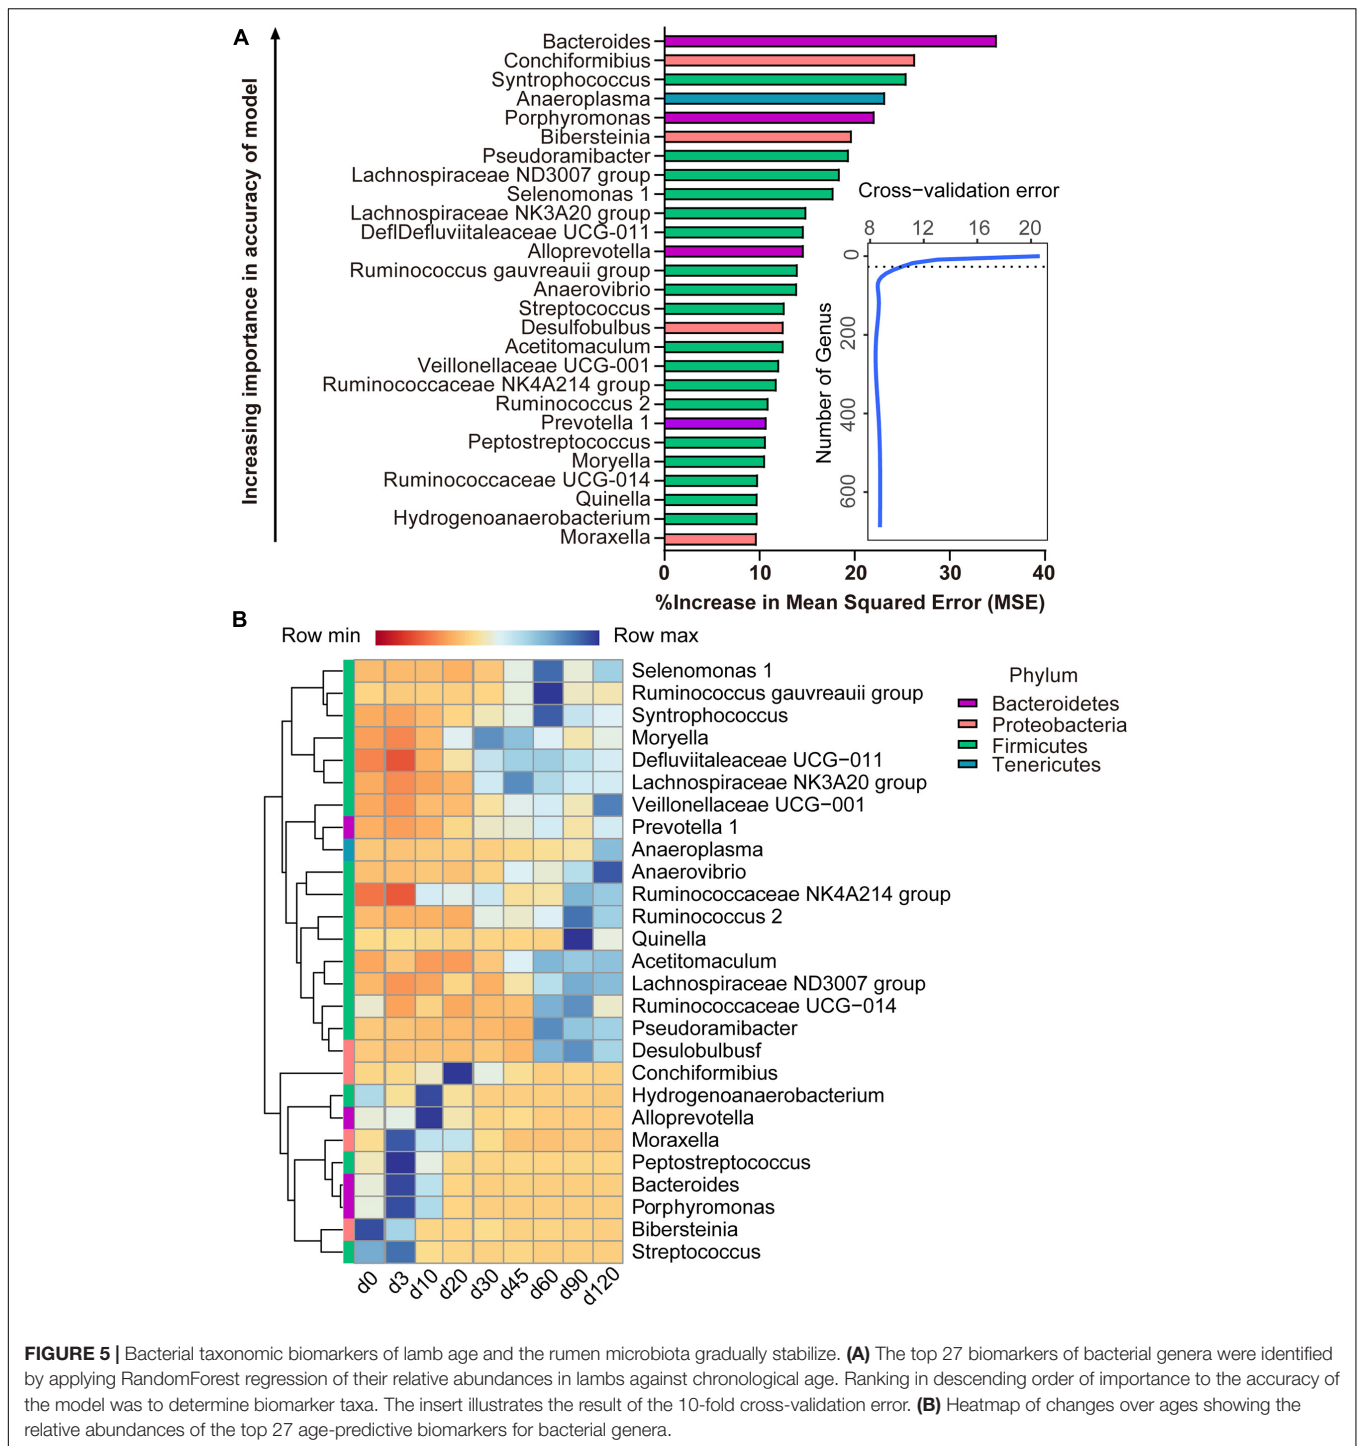 A
Increasing importance in accuracy of model
Bacteroides
Conchiformibius
Syntrophococcus
Anaeroplasma
Porphyromonas
Bibersteinia
Pseudoramibacter
Lachnospiraceae ND3007 group
Selenomonas 1
Lachnospiraceae NK3A20 group
DeflDefluviitaleaceae UCG-011
Alloprevotella
Ruminococcus gauvreauii group
Anaerovibrio
Streptococcus
Desulfobulbus
Acetitomaculum
Veillonellaceae UCG-001
Ruminococcaceae NK4A214 group
Ruminococcus 2
Prevotella 1
Peptostreptococcus
Moryella
Ruminococcaceae UCG-014
Quinella
Hydrogenoanaerobacterium
Moraxella
0 10 20 30 40
%Increase in Mean Squared Error (MSE)
Cross−validation error
8 12 16 20
Number of Genus
0
200
400
600
B
Row min Row max
Selenomonas 1
Ruminococcus gauvreauii group
Syntrophococcus
Moryella
Defluviitaleaceae UCG−011
Lachnospiraceae NK3A20 group
Veillonellaceae UCG−001
Prevotella 1
Anaeroplasma
Anaerovibrio
Ruminococcaceae NK4A214 group
Ruminococcus 2
Quinella
Acetitomaculum
Lachnospiraceae ND3007 group
Ruminococcaceae UCG−014
Pseudoramibacter
Desulobulbusf
Conchiformibius
Hydrogenoanaerobacterium
Alloprevotella
Moraxella
Peptostreptococcus
Bacteroides
Porphyromonas
Bibersteinia
Streptococcus
d0 d3 d10 d20 d30 d45 d60 d90 d120
Phylum
Bacteroidetes
Proteobacteria
Firmicutes
Tenericutes
FIGURE 5 | Bacterial taxonomic biomarkers of lamb age and the rumen microbiota gradually stabilize. (A) The top 27 biomarkers of bacterial genera were identified
by applying RandomForest regression of their relative abundances in lambs against chronological age. Ranking in descending order of importance to the accuracy of
the model was to determine biomarker taxa. The insert illustrates the result of the 10-fold cross-validation error. (B) Heatmap of changes over ages showing the
relative abundances of the top 27 age-predictive biomarkers for bacterial genera.